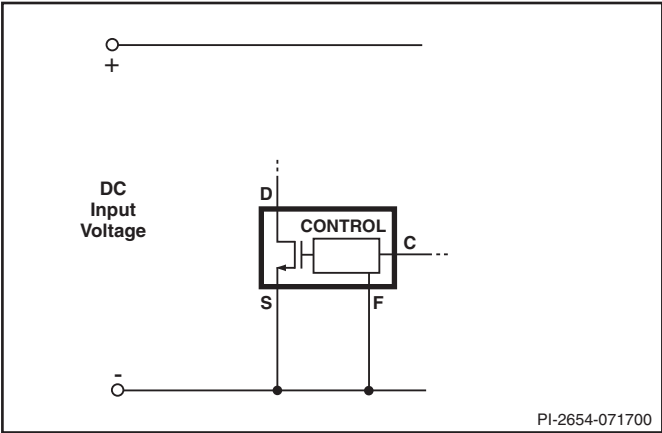 +
DC
Input
Voltage
D
CONTROL
C
S
F
-
PI-2654-071700